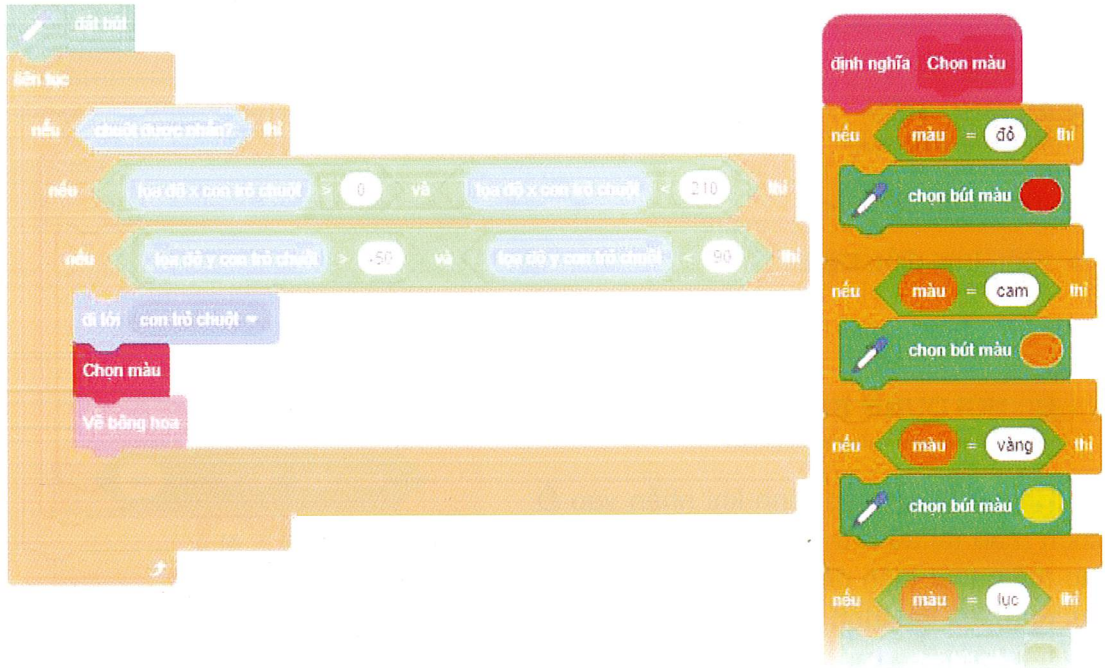 đặt bút
liên tục
nếu chuột được nhấn? thì
nếu tọa độ x con trỏ chuột > 0 và tọa độ x con trỏ chuột < 210 thì
nếu tọa độ y con trỏ chuột > -50 và tọa độ y con trỏ chuột < 90 thì
đi tới con trỏ chuột
Chọn màu
Vẽ bông hoa
định nghĩa Chọn màu
nếu màu = đỏ thì
chọn bút màu
nếu màu = cam thì
chọn bút màu
nếu màu = vàng thì
chọn bút màu
nếu màu = lục thì